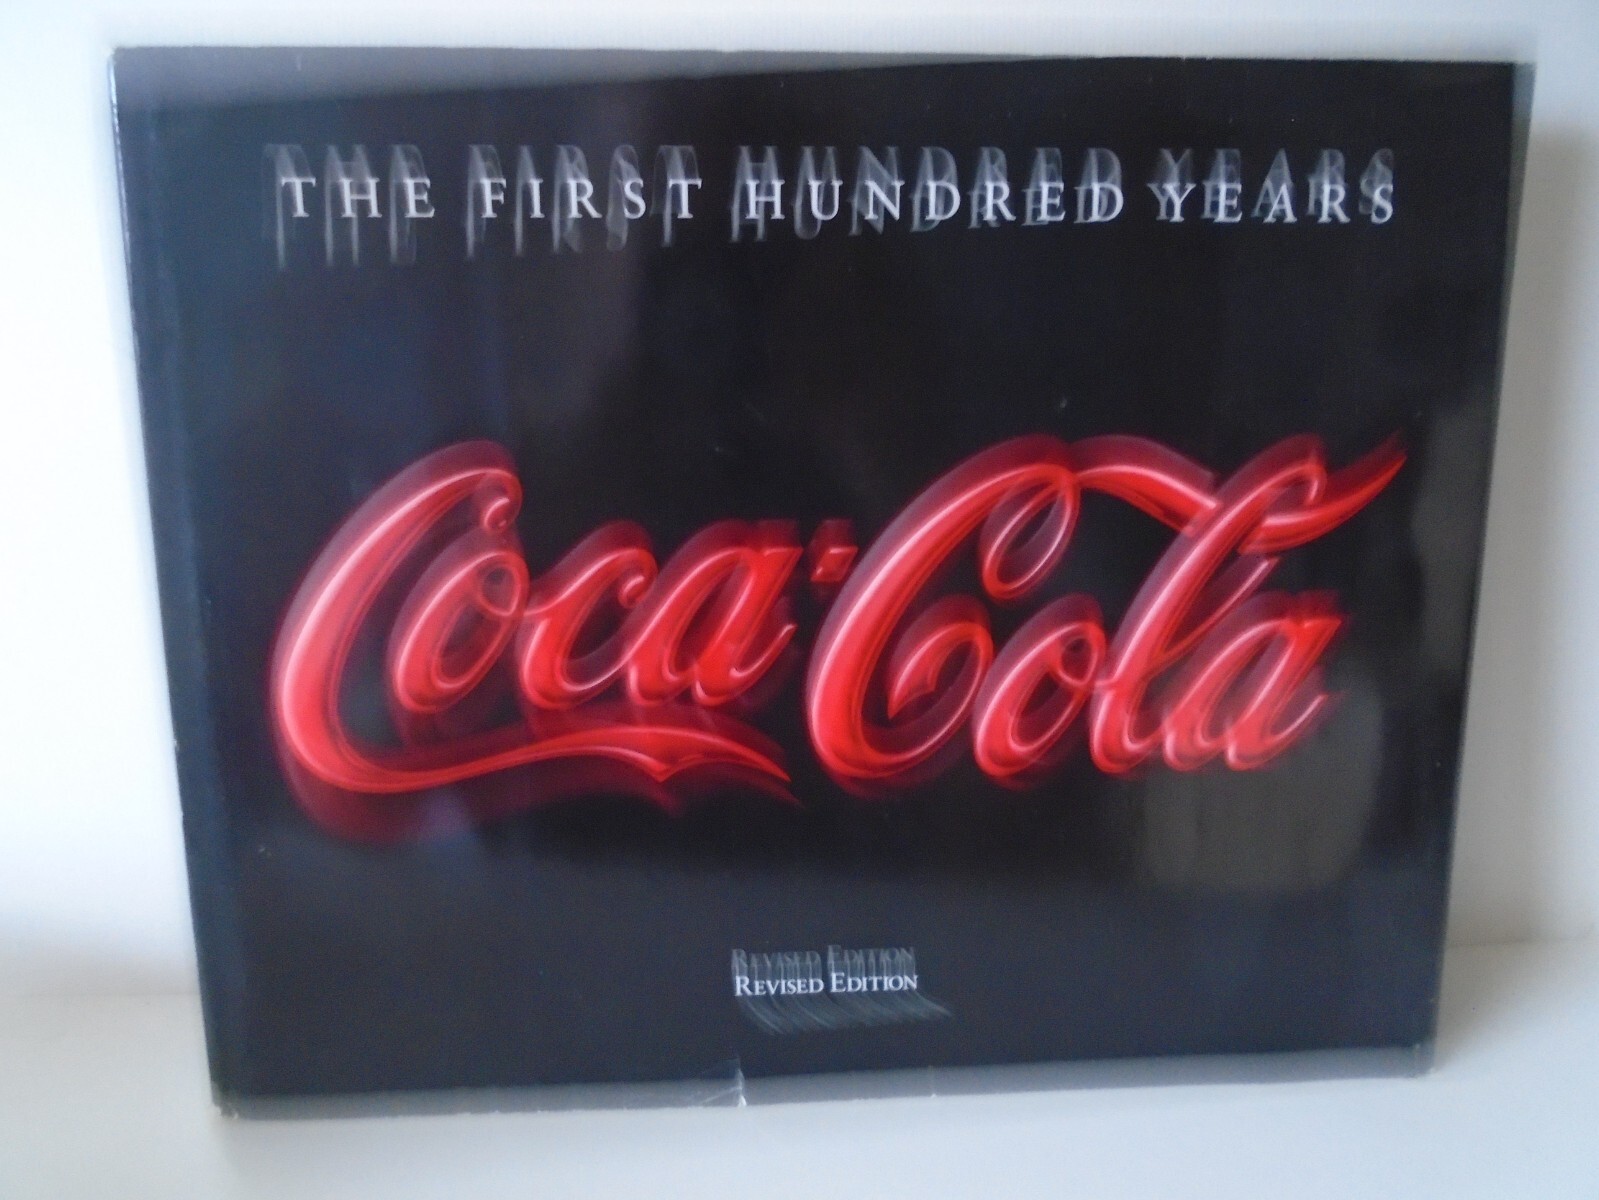 THE FIRST HUNDRED YEARS
Coca-Cola
REVISED EDITION